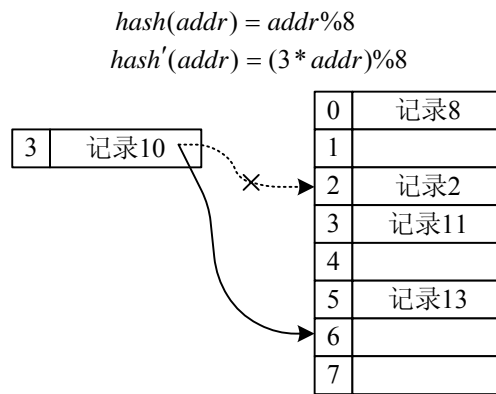 hash(addr) = addr%8
hash'(addr) = (3 * addr)%8
3 记录10
0 记录8
1
2 记录2
3 记录11
4
5 记录13
6
7